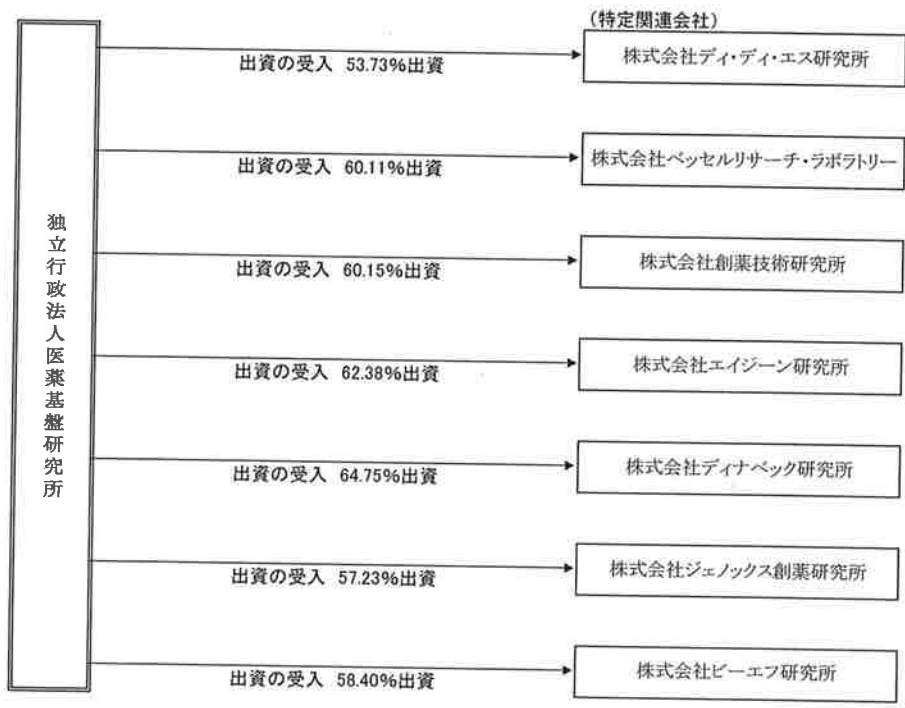 (特定関連会社)
独立行政法人医薬基盤研究所
出資の受入 53.73%出資
株式会社ディ・ディ・エス研究所
出資の受入 60.11%出資
株式会社ベッセルリサーチ・ラボラトリー
出資の受入 60.15%出資
株式会社創薬技術研究所
出資の受入 62.38%出資
株式会社エイジーン研究所
出資の受入 64.75%出資
株式会社ディナベック研究所
出資の受入 57.23%出資
株式会社ジェノックス創薬研究所
出資の受入 58.40%出資
株式会社ビーエフ研究所